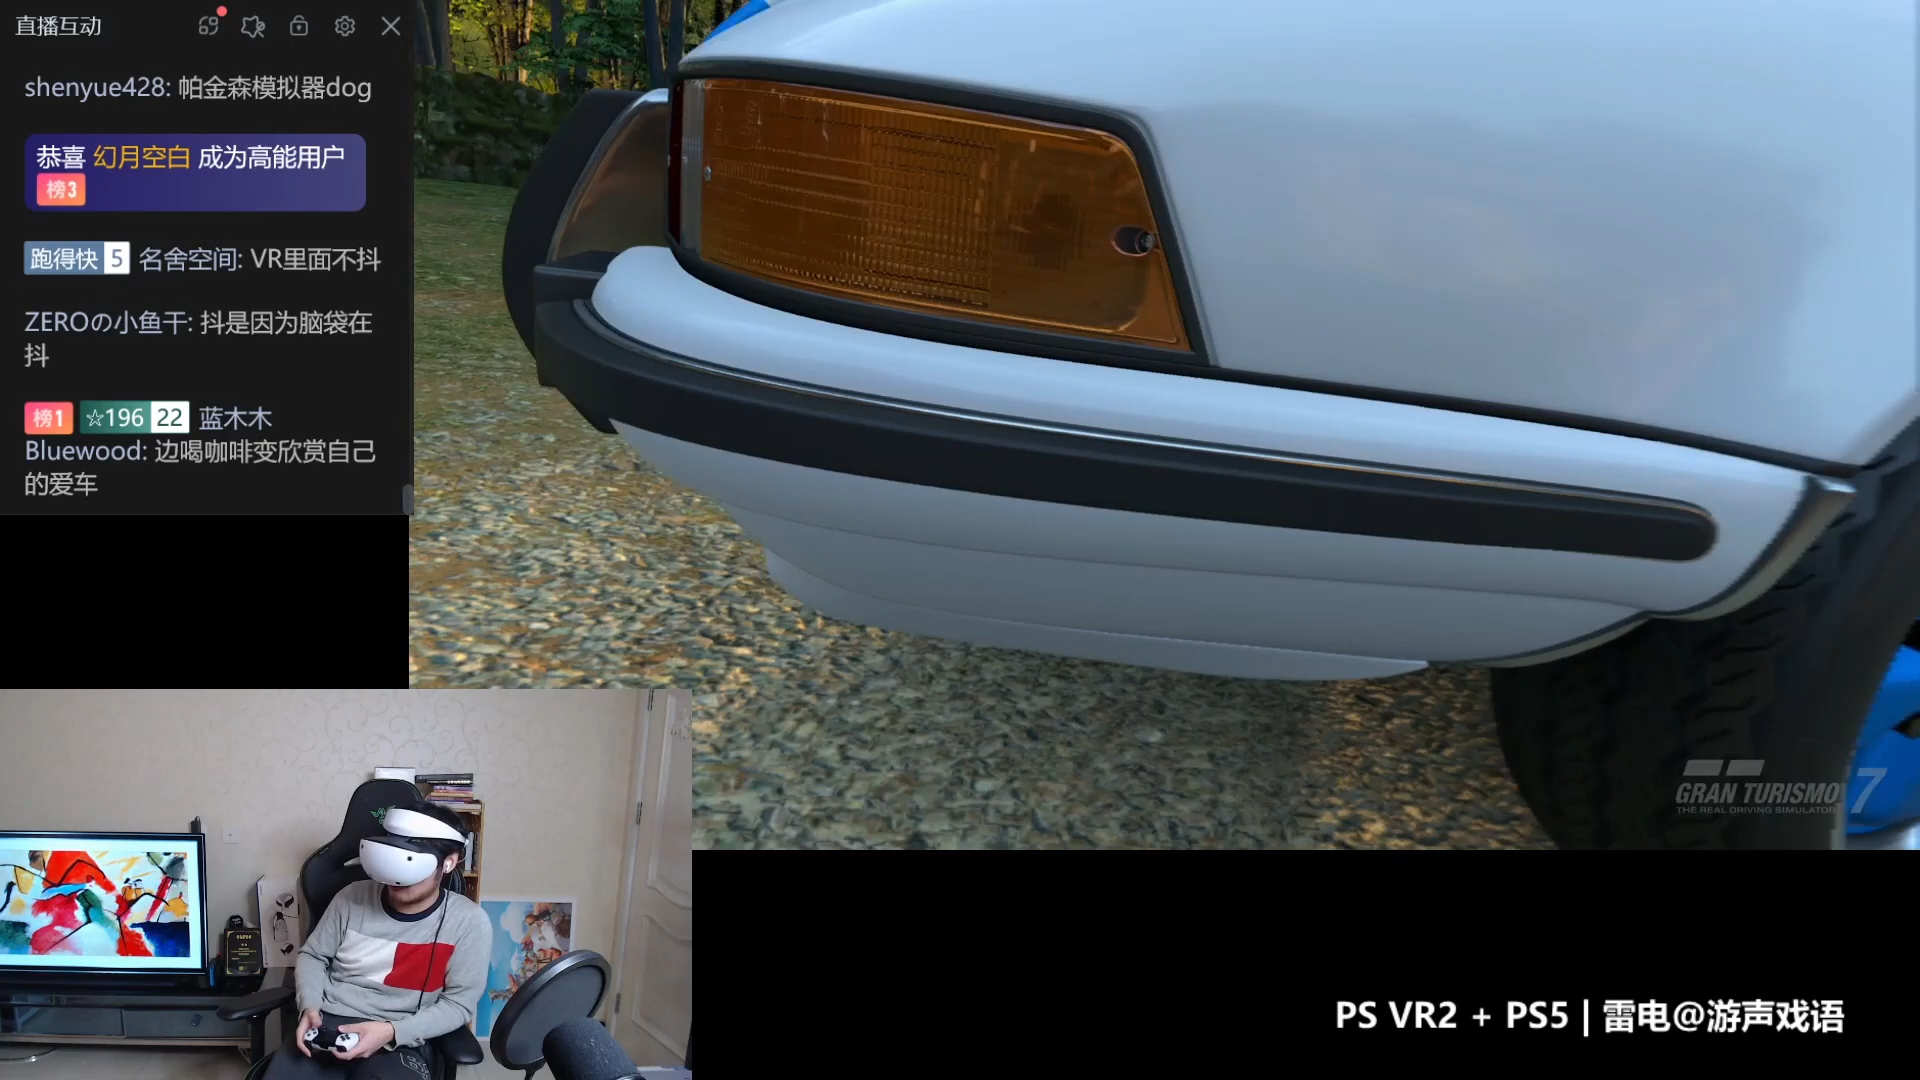 直播互动
shenyue428: 帕金森模拟器dog
恭喜 幻月空白 成为高能用户
榜3
跑得快 5 名舍空间: VR里面不抖
ZEROの小鱼干: 抖是因为脑袋在
抖
榜1 ☆196 22 蓝木木
Bluewood: 边喝咖啡变欣赏自己
的爱车
GRAN TURISMO 7
THE REAL DRIVING SIMULATOR
PS VR2 + PS5 | 雷电@游声戏语